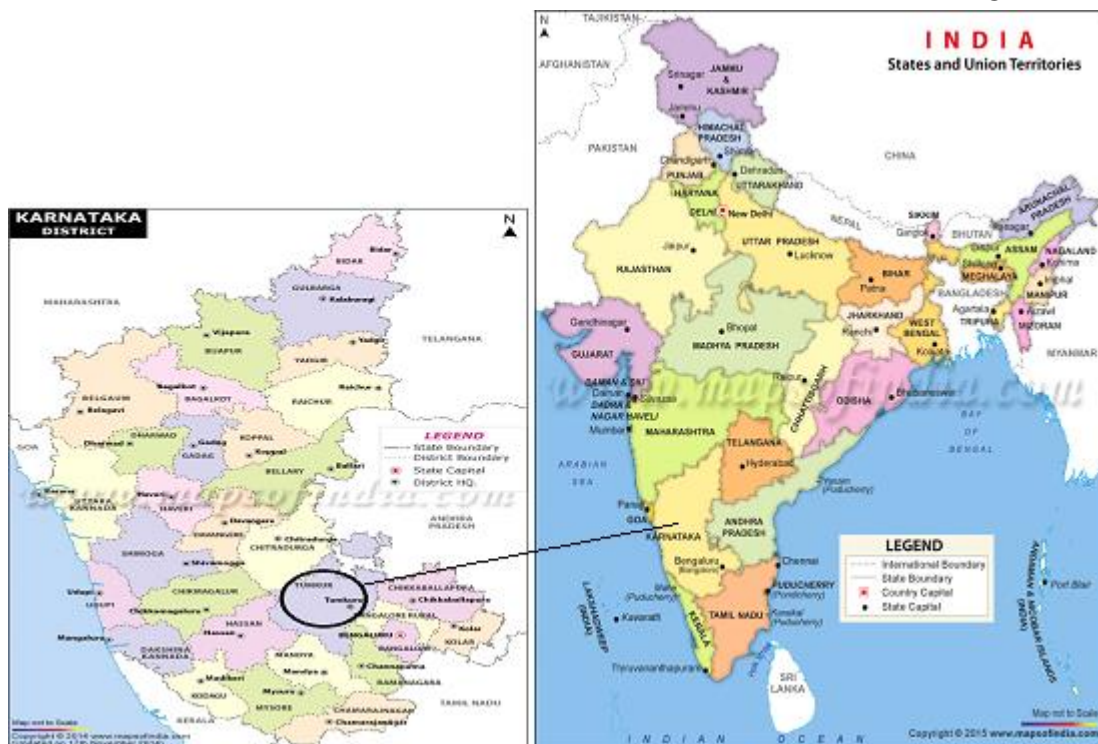 KARNATAKA
DISTRICT
N
Bidar
BIDAR
GULBARGA
Kalaburagi
MAHARASHTRA
Vijapura
BIJAPUR
Yadgir
YADGIR
TELANGANA
Bagalkot
BAGALKOT
Raichur
RAICHUR
BELGAUM
Belagavi
DHARWAD
Dharwad
Gadag
GADAG
KOPPAL
Koppal
GOA
BELLARY
Ballari
LEGEND
State Boundary
District Boundary
State Capital
District HQ.
Karwar
UTTARA
KANNADA
Haveri
HAVERI
Davangere
ANDHRA
PRADESH
Chitradurga
CHITRADURGA
SHIMOGA
Shivamogga
TUMKUR
Tumkuru
CHIKKABALLAPURA
Chikkaballapura
Udupi
UDUPI
CHIKMAGALUR
Chikkamagaluru
BANGALORE RURAL
Kolar
KOLAR
HASSAN
Hassan
BENGALURU
BANGALORE
Mangaluru
DAKSHINA
KANNADA
MANDYA
Mandya
RAMANAGARA
Madikeri
KODAGU
Mysuru
MYSORE
CHAMARAJNAGAR
Chamarajanagar
KERALA
TAMIL NADU
Map not to Scale
www.mapsofindia.com
N
INDIA
States and Union Territories
TAJIKISTAN
AFGHANISTAN
PAKISTAN
CHINA
Srinagar
JAMMU
&
KASHMIR
Jammu
HIMACHAL
PRADESH
Shimla
Chandigarh
PUNJAB
Dehradun
UTTARAKHAND
HARYANA
DELHI
New Delhi
NEPAL
SIKKIM
Gangtok
BHUTAN
ARUNACHAL
PRADESH
Itanagar
Dispur
ASSAM
NAGALAND
Kohima
Shillong
MEGHALAYA
Imphal
MANIPUR
BANGLADESH
Agartala
TRIPURA
Aizawl
MIZORAM
MYANMAR
Jaipur
RAJASTHAN
UTTAR PRADESH
Lucknow
BIHAR
Patna
JHARKHAND
Ranchi
WEST
BENGAL
Kolkata
Gandhinagar
GUJARAT
Bhopal
MADHYA PRADESH
Raipur
CHHATTISGARH
ODISHA
Bhubaneswar
DAMAN & DIU
Daman
Silvassa
DADRA &
NAGAR HAVELI
Mumbai
MAHARASHTRA
TELANGANA
Hyderabad
BAY
OF
BENGAL
ARABIAN
SEA
Yanam
(Puducherry)
Panaji
GOA
KARNATAKA
ANDHRA
PRADESH
Bengaluru
(Bangalore)
Chennai
Mahe
(Puducherry)
PUDUCHERRY
(Pondicherry)
Karaikal
(Puducherry)
TAMIL NADU
KERALA
LAKSHADWEEP
(INDIA)
Kavaratti
Thiruvananthapuram
SRI
LANKA
ANDAMAN & NICOBAR ISLANDS
(INDIA)
Port Blair
LEGEND
International Boundary
State Boundary
Country Capital
State Capital
INDIAN OCEAN
Map not to Scale
Copyright © 2015 www.mapsofindia.com